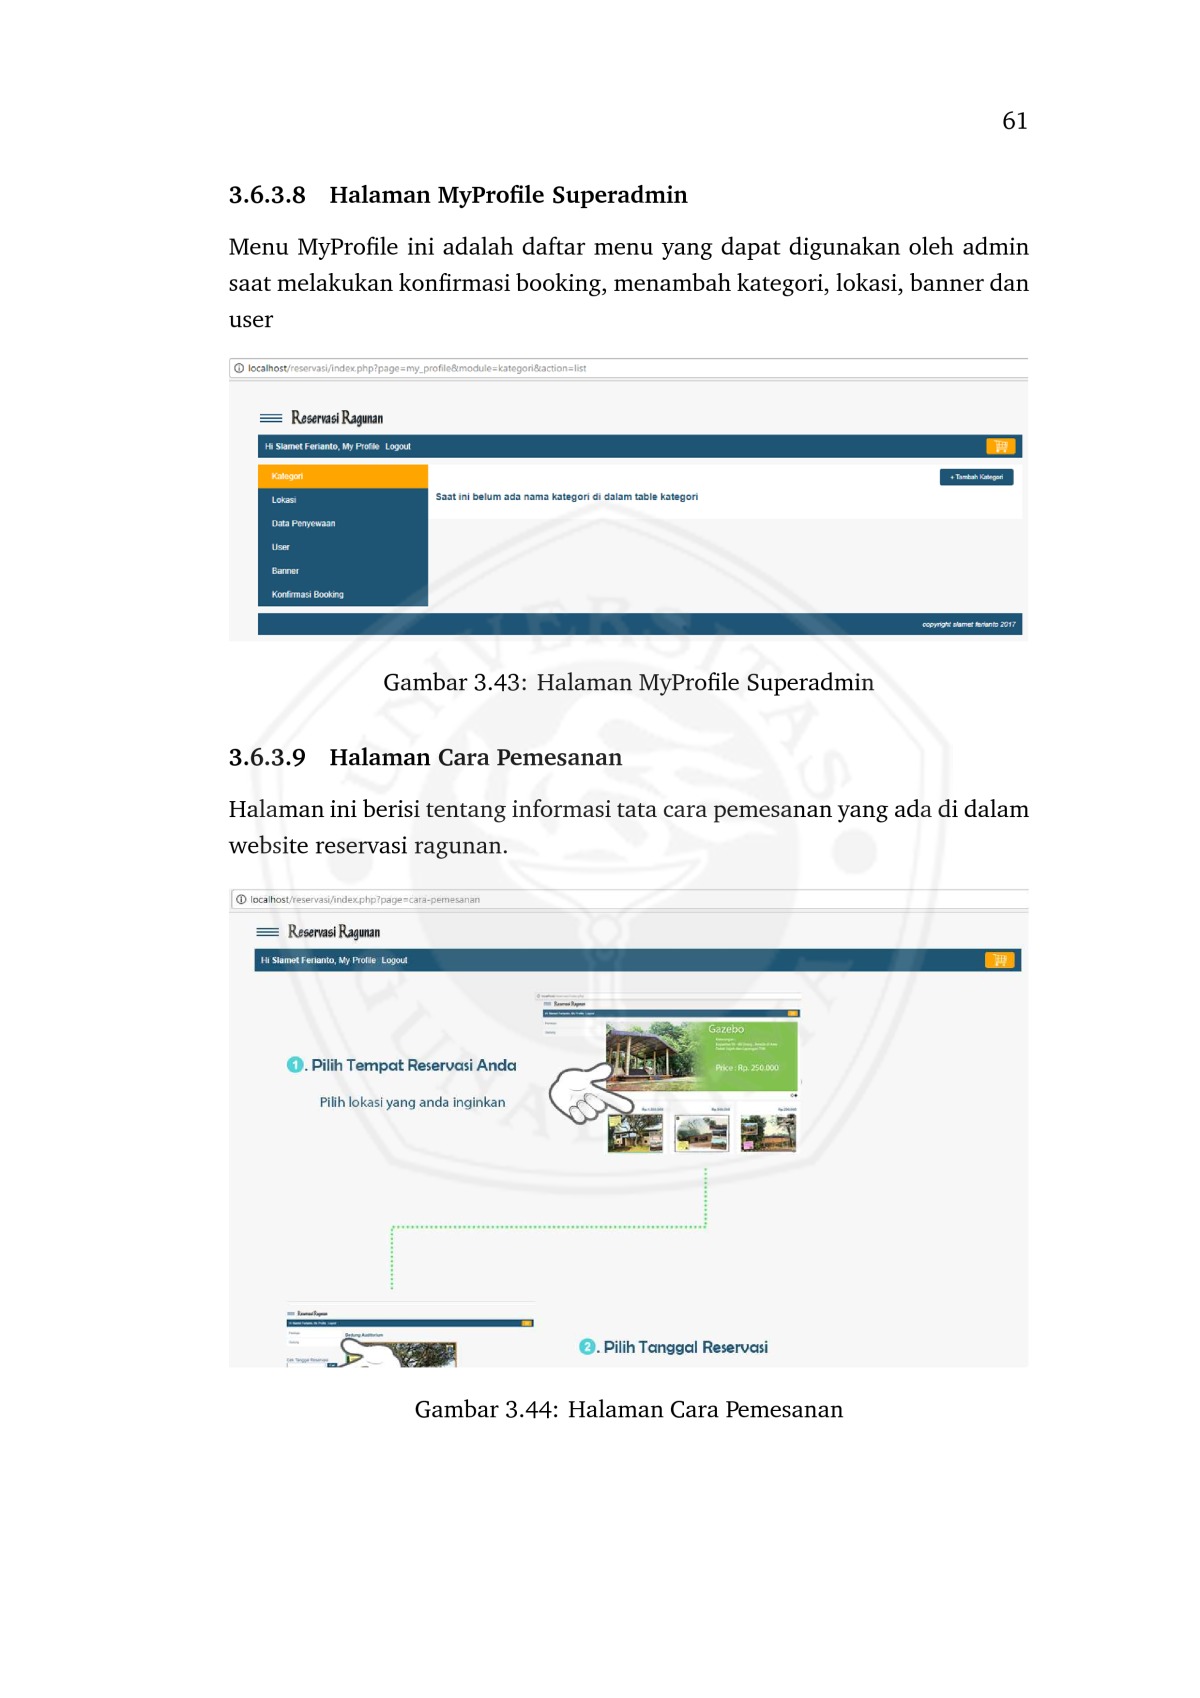 61
3.6.3.8 Halaman MyProfile Superadmin
Menu MyProfile ini adalah daftar menu yang dapat digunakan oleh admin
saat melakukan konfirmasi booking, menambah kategori, lokasi, banner dan
user
localhost/reservasi/index.php?page=my_profile&module=kategori&action=list
Reservasi Ragunan
Hi Slamet Ferianto, My Profile Logout
Kategori
+ Tambah Kategori
Lokasi
Saat ini belum ada nama kategori di dalam table kategori
Data Penyewaan
User
Banner
Konfirmasi Booking
copyright slamet ferianto 2017
Gambar 3.43: Halaman MyProfile Superadmin
3.6.3.9 Halaman Cara Pemesanan
Halaman ini berisi tentang informasi tata cara pemesanan yang ada di dalam
website reservasi ragunan.
localhost/reservasi/index.php?page=cara-pemesanan
Reservasi Ragunan
Hi Slamet Ferianto, My Profile Logout
Reservasi Ragunan
Gazebo
Price : Rp. 250,000
1. Pilih Tempat Reservasi Anda
Pilih lokasi yang anda inginkan
Reservasi Ragunan
Gedung Auditorium
2. Pilih Tanggal Reservasi
Gambar 3.44: Halaman Cara Pemesanan
UNIVERSITAS